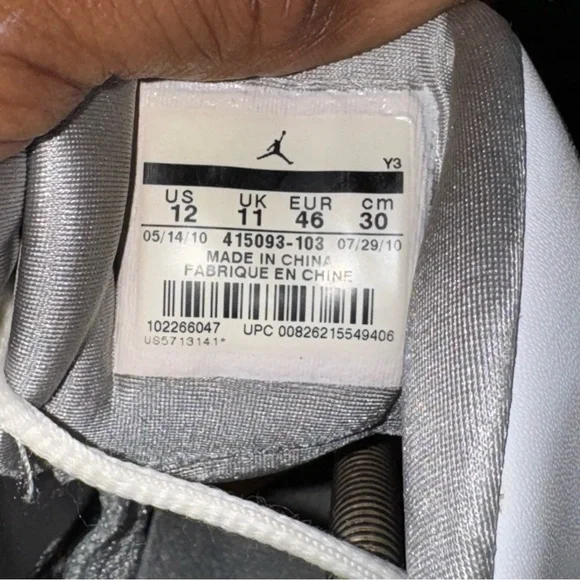 Y3
US UK EUR cm
12 11 46 30
05/14/10 415093-103 07/29/10
MADE IN CHINA
FABRIQUE EN CHINE
102266047 UPC 00826215549406
US5713141*